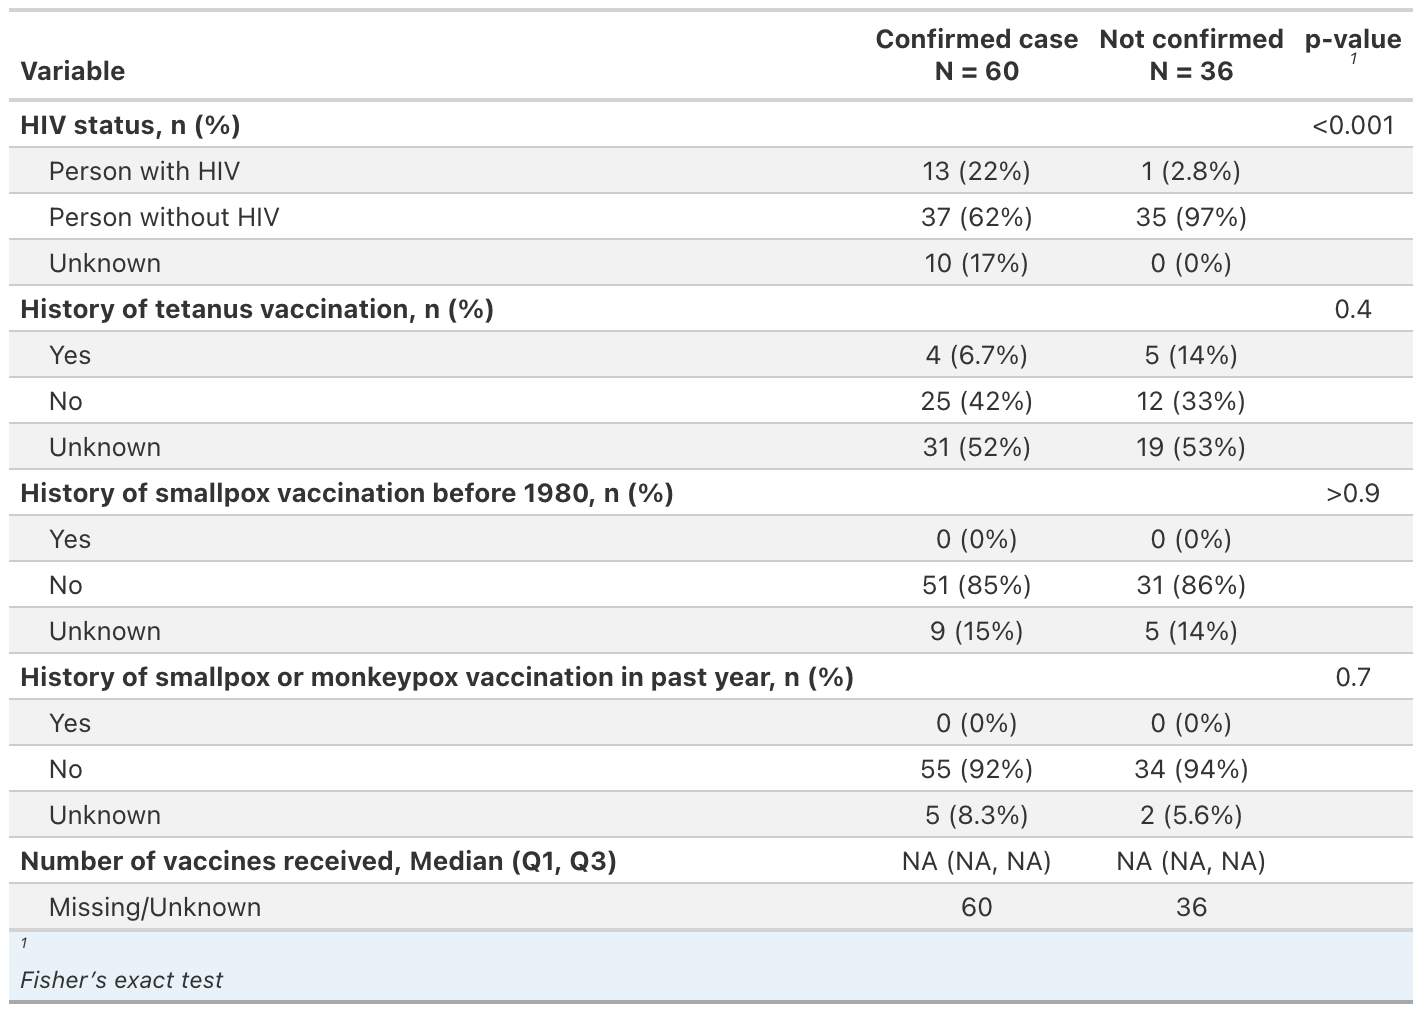 Variable Confirmed case N = 60 Not confirmed N = 36 p-value 1
HIV status, n (%) <0.001
Person with HIV 13 (22%) 1 (2.8%)
Person without HIV 37 (62%) 35 (97%)
Unknown 10 (17%) 0 (0%)
History of tetanus vaccination, n (%) 0.4
Yes 4 (6.7%) 5 (14%)
No 25 (42%) 12 (33%)
Unknown 31 (52%) 19 (53%)
History of smallpox vaccination before 1980, n (%) >0.9
Yes 0 (0%) 0 (0%)
No 51 (85%) 31 (86%)
Unknown 9 (15%) 5 (14%)
History of smallpox or monkeypox vaccination in past year, n (%) 0.7
Yes 0 (0%) 0 (0%)
No 55 (92%) 34 (94%)
Unknown 5 (8.3%) 2 (5.6%)
Number of vaccines received, Median (Q1, Q3) NA (NA, NA) NA (NA, NA)
Missing/Unknown 60 36
1
Fisher’s exact test